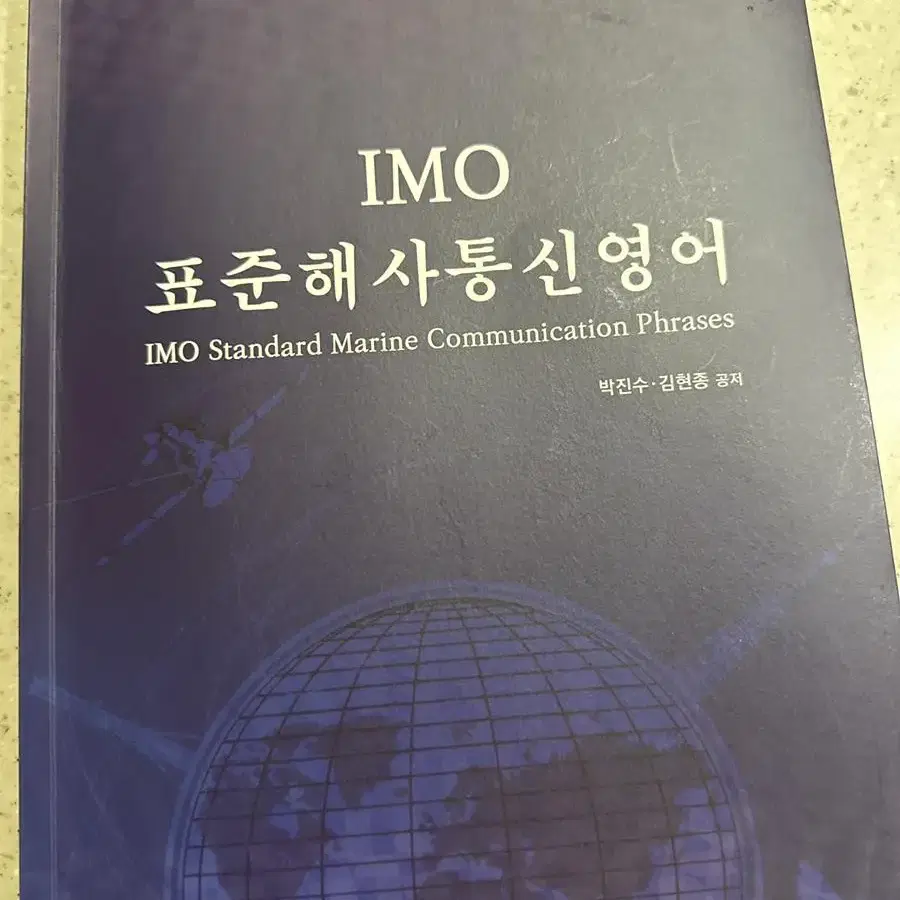 IMO
표준해사통신영어
IMO Standard Marine Communication Phrases
박진수·김현종 공저